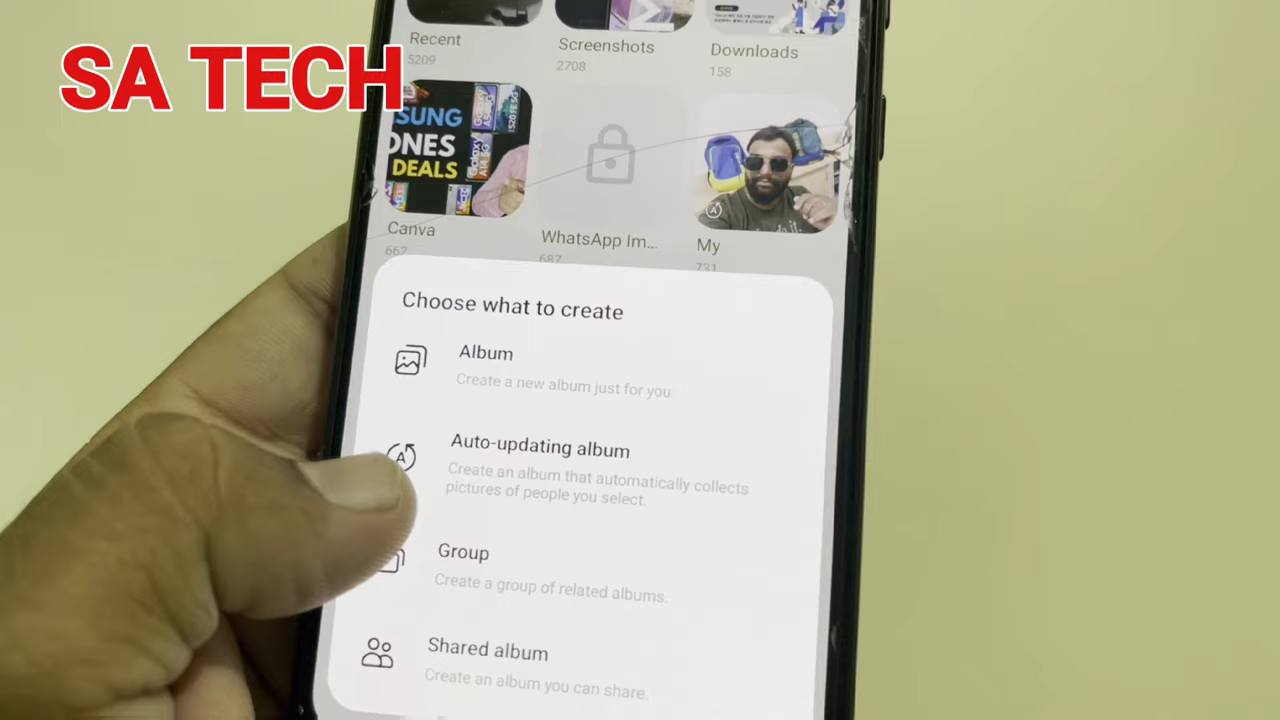 SA TECH
Recent
5209
Screenshots
2708
Downloads
158
SUNG
ONES
DEALS
Canva
662
WhatsApp Im...
687
My
731
Choose what to create
Album
Create a new album just for you
Auto-updating album
Create an album that automatically collects
pictures of people you select.
Group
Create a group of related albums.
Shared album
Create an album you can share.